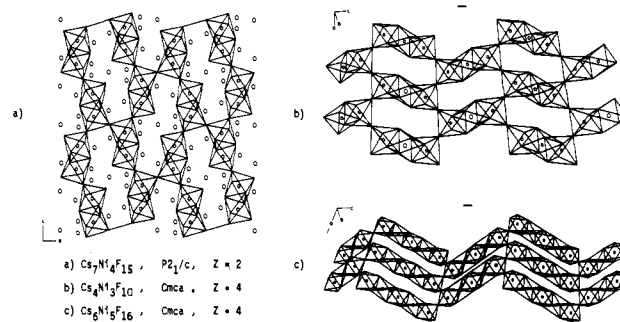 a)
b)
c)
a) Cs7Ni4F15 , P21/c, Z = 2
b) Cs4Ni3F10 , Cmca , Z • 4
c) Cs6Ni5F16 , Cmca , Z • 4